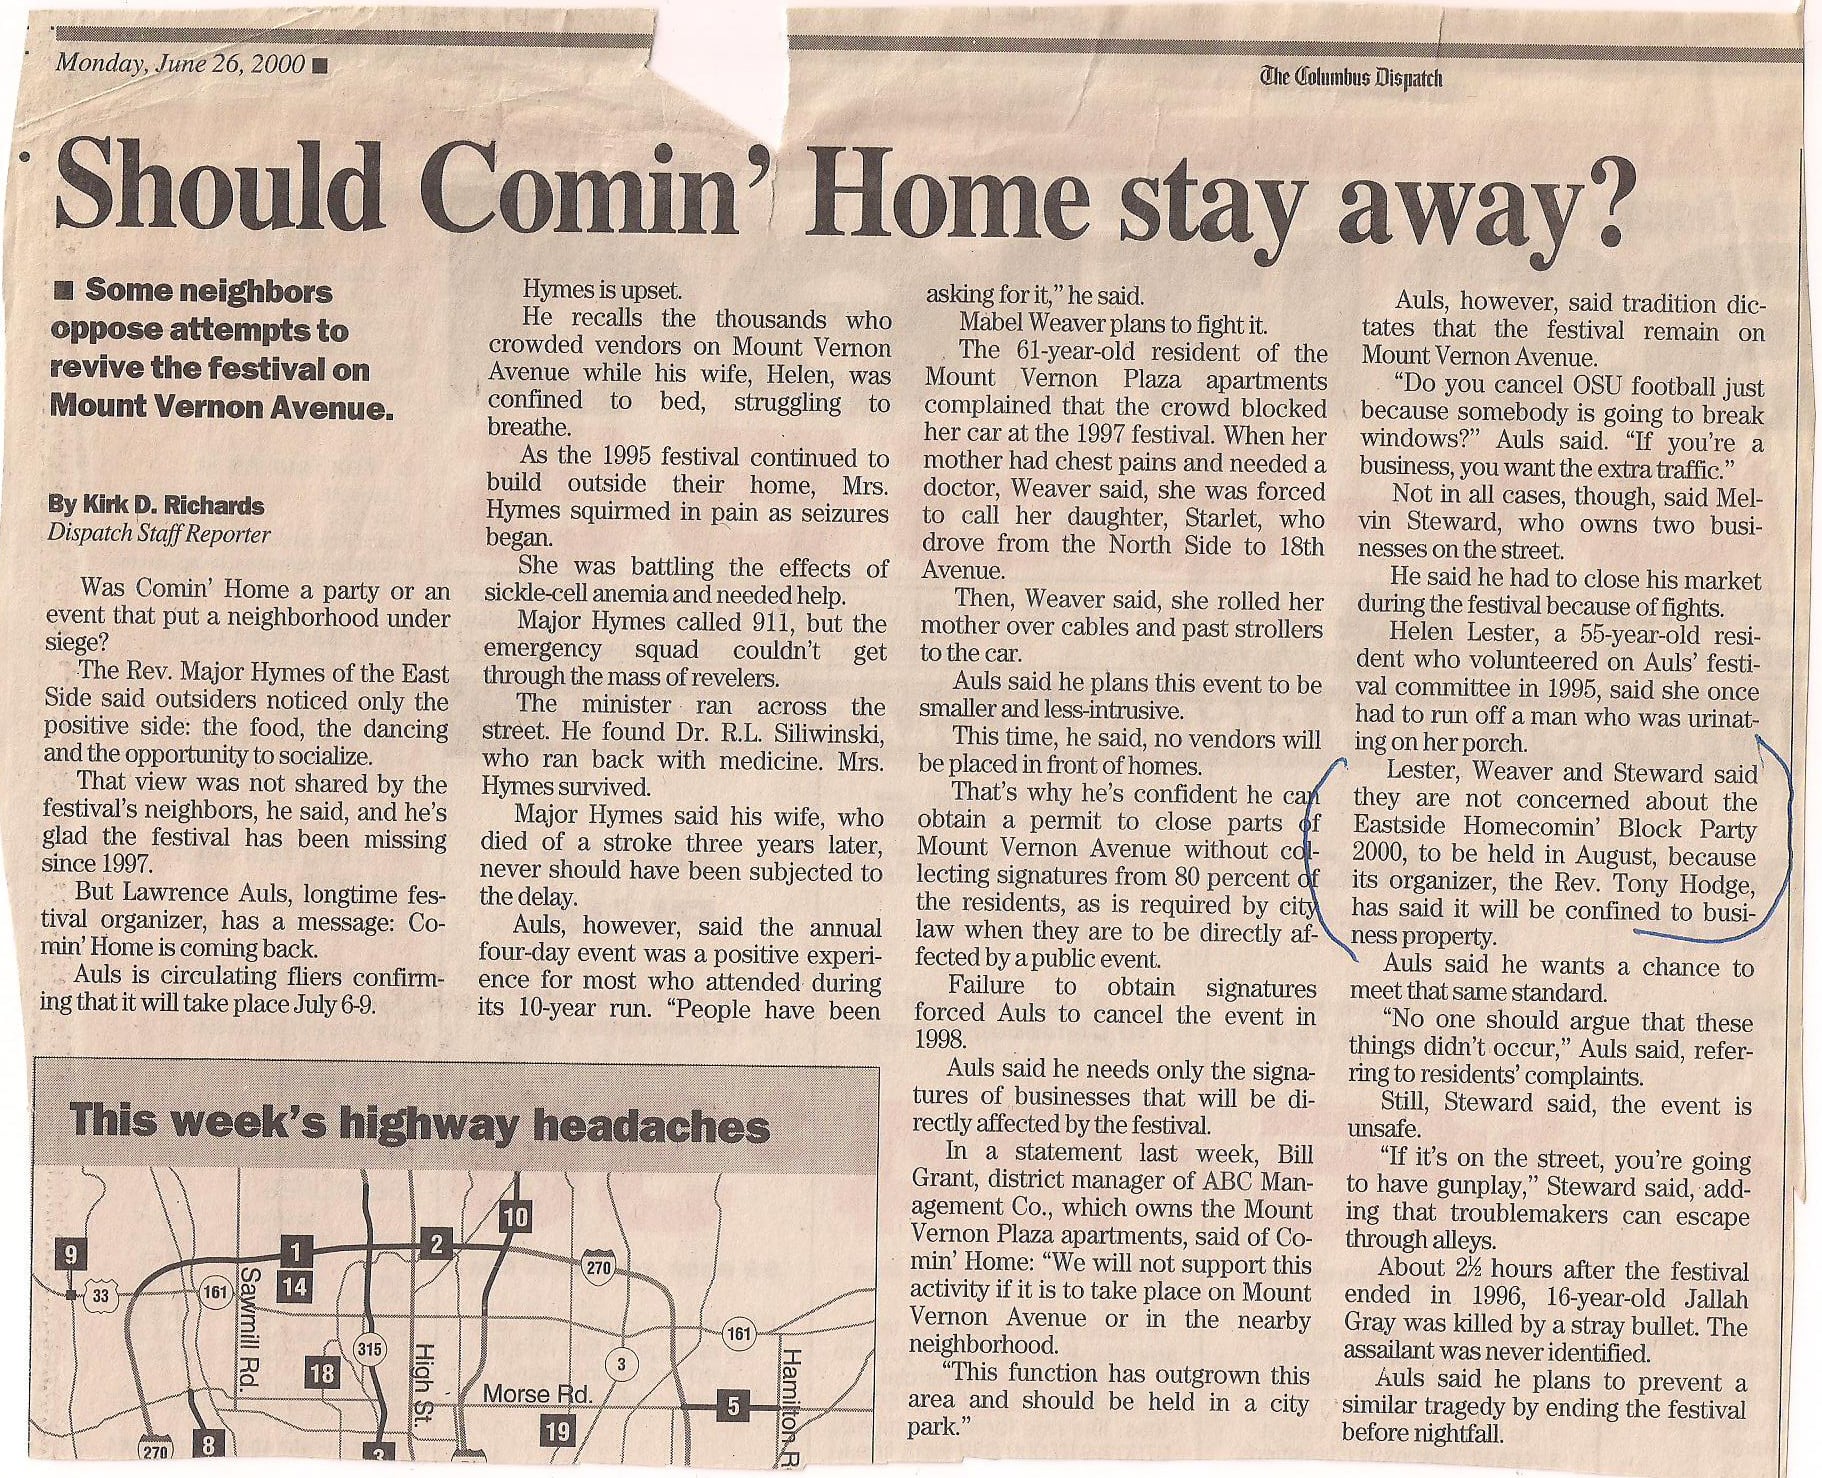 Monday, June 26, 2000 ■
The Columbus Dispatch
Should Comin' Home stay away?
■ Some neighbors
oppose attempts to
revive the festival on
Mount Vernon Avenue.
By Kirk D. Richards
Dispatch Staff Reporter
Was Comin' Home a party or an
event that put a neighborhood under
siege?
The Rev. Major Hymes of the East
Side said outsiders noticed only the
positive side: the food, the dancing
and the opportunity to socialize.
That view was not shared by the
festival's neighbors, he said, and he's
glad the festival has been missing
since 1997.
But Lawrence Auls, longtime fes-
tival organizer, has a message: Co-
min' Home is coming back.
Auls is circulating fliers confirm-
ing that it will take place July 6-9.
Hymes is upset.
He recalls the thousands who
crowded vendors on Mount Vernon
Avenue while his wife, Helen, was
confined to bed, struggling to
breathe.
As the 1995 festival continued to
build outside their home, Mrs.
Hymes squirmed in pain as seizures
began.
She was battling the effects of
sickle-cell anemia and needed help.
Major Hymes called 911, but the
emergency squad couldn't get
through the mass of revelers.
The minister ran across the
street. He found Dr. R.L. Siliwinski,
who ran back with medicine. Mrs.
Hymes survived.
Major Hymes said his wife, who
died of a stroke three years later,
never should have been subjected to
the delay.
Auls, however, said the annual
four-day event was a positive experi-
ence for most who attended during
its 10-year run. "People have been
asking for it," he said.
Mabel Weaver plans to fight it.
The 61-year-old resident of the
Mount Vernon Plaza apartments
complained that the crowd blocked
her car at the 1997 festival. When her
mother had chest pains and needed a
doctor, Weaver said, she was forced
to call her daughter, Starlet, who
drove from the North Side to 18th
Avenue.
Then, Weaver said, she rolled her
mother over cables and past strollers
to the car.
Auls said he plans this event to be
smaller and less-intrusive.
This time, he said, no vendors will
be placed in front of homes.
That's why he's confident he can
obtain a permit to close parts of
Mount Vernon Avenue without col-
lecting signatures from 80 percent of
the residents, as is required by city
law when they are to be directly af-
fected by a public event.
Failure to obtain signatures
forced Auls to cancel the event in
1998.
Auls said he needs only the signa-
tures of businesses that will be di-
rectly affected by the festival.
In a statement last week, Bill
Grant, district manager of ABC Man-
agement Co., which owns the Mount
Vernon Plaza apartments, said of Co-
min' Home: "We will not support this
activity if it is to take place on Mount
Vernon Avenue or in the nearby
neighborhood.
"This function has outgrown this
area and should be held in a city
park."
Auls, however, said tradition dic-
tates that the festival remain on
Mount Vernon Avenue.
"Do you cancel OSU football just
because somebody is going to break
windows?" Auls said. "If you're a
business, you want the extra traffic."
Not in all cases, though, said Mel-
vin Steward, who owns two busi-
nesses on the street.
He said he had to close his market
during the festival because of fights.
Helen Lester, a 55-year-old resi-
dent who volunteered on Auls' festi-
val committee in 1995, said she once
had to run off a man who was urinat-
ing on her porch.
Lester, Weaver and Steward said
they are not concerned about the
Eastside Homecomin' Block Party
2000, to be held in August, because
its organizer, the Rev. Tony Hodge,
has said it will be confined to busi-
ness property.
Auls said he wants a chance to
meet that same standard.
"No one should argue that these
things didn't occur," Auls said, refer-
ring to residents' complaints.
Still, Steward said, the event is
unsafe.
"If it's on the street, you're going
to have gunplay," Steward said, add-
ing that troublemakers can escape
through alleys.
About 2½ hours after the festival
ended in 1996, 16-year-old Jallah
Gray was killed by a stray bullet. The
assailant was never identified.
Auls said he plans to prevent a
similar tragedy by ending the festival
before nightfall.
This week's highway headaches
10
9
1
2
270
33
161
14
Sawmill Rd.
315
161
3
18
High St.
Hamilton R
Morse Rd.
5
19
270
8
3